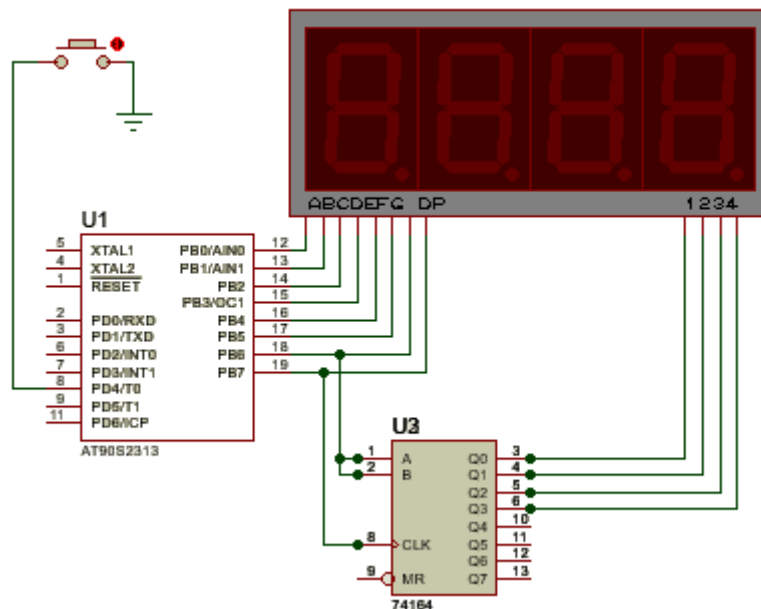 ABCDEFG DP 1234
U1
5 XTAL1 PB0/AIN0 12
4 XTAL2 PB1/AIN1 13
1 RESET PB2 14
PB3/OC1 15
2 PD0/RXD PB4 16
3 PD1/TXD PB5 17
6 PD2/INT0 PB6 18
7 PD3/INT1 PB7 19
8 PD4/T0
9 PD5/T1
11 PD6/ICP
AT90S2313
1 A Q0 3
2 B Q1 4
Q2 5
Q3 6
Q4 10
8 CLK Q5 11
Q6 12
9 MR Q7 13
74164